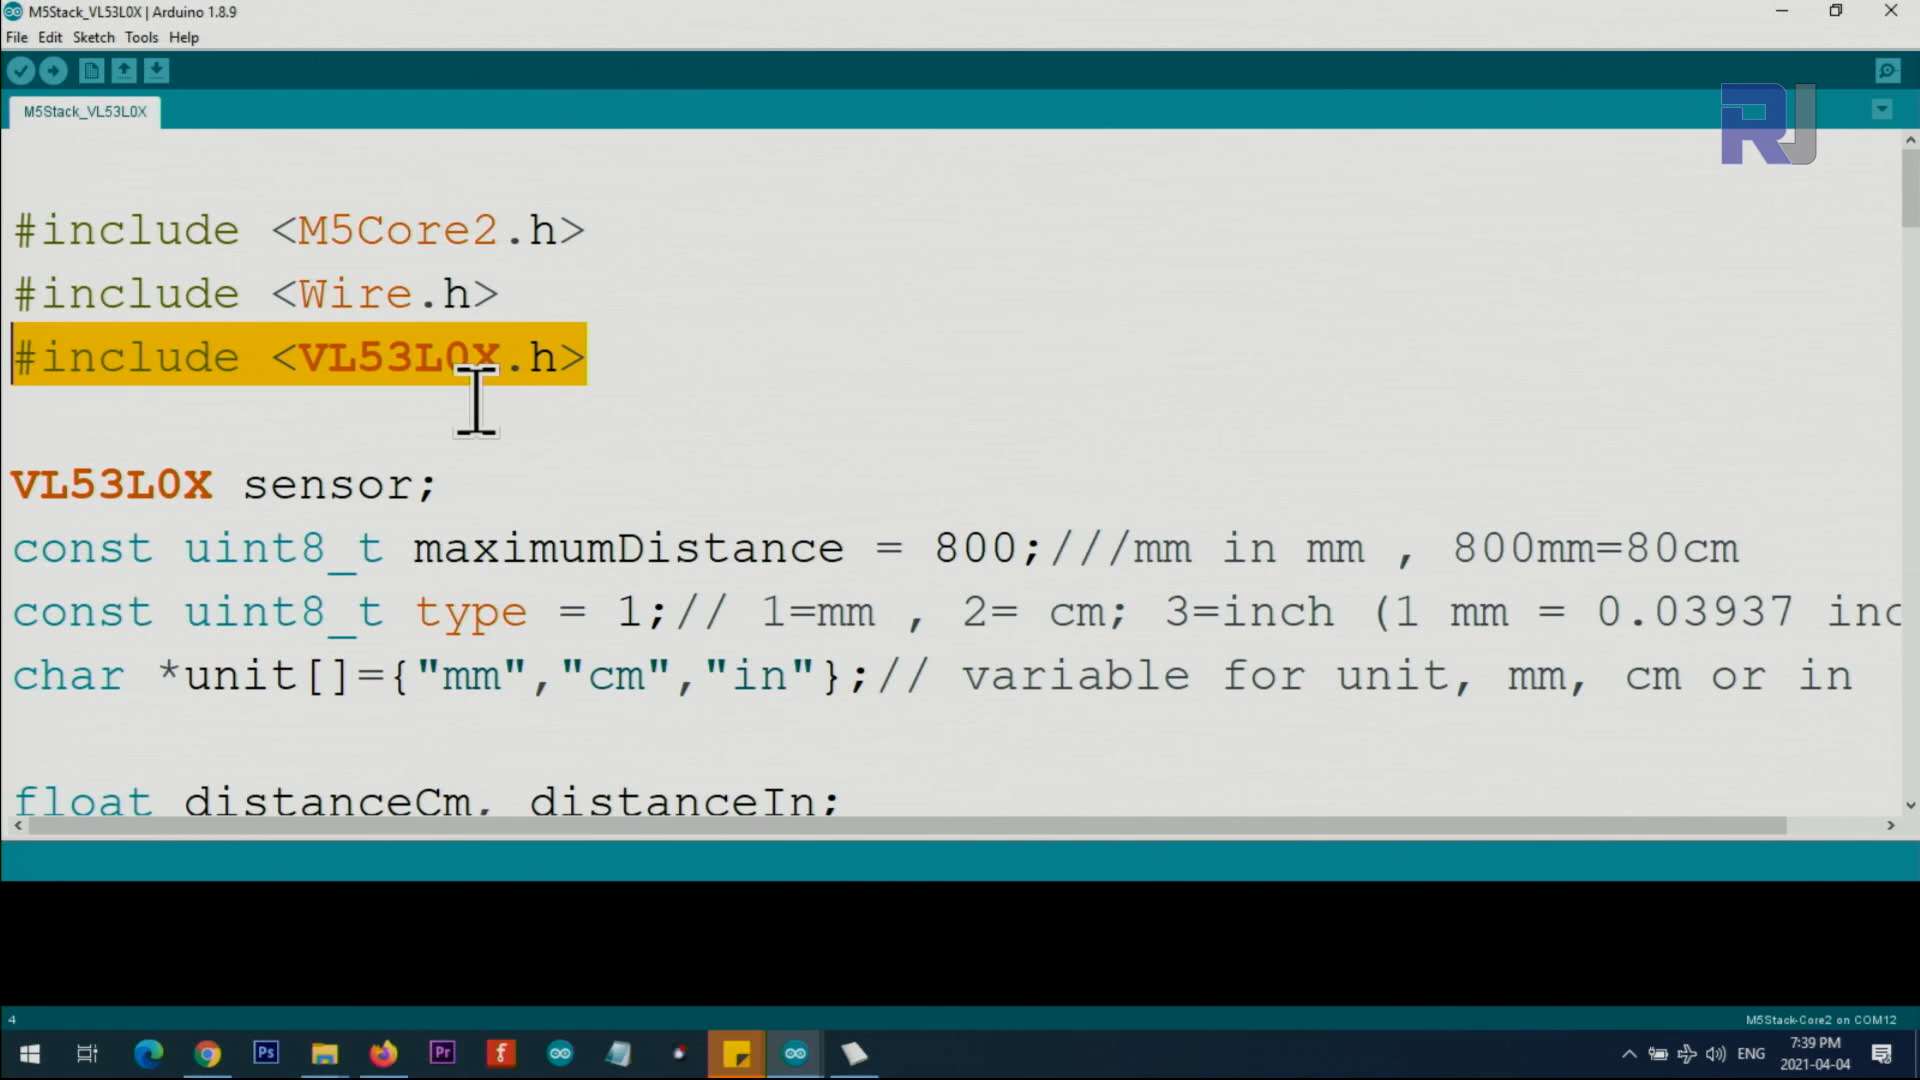 M5Stack_VL53L0X | Arduino 1.8.9
File Edit Sketch Tools Help
M5Stack_VL53L0X
RJ
#include <M5Core2.h>
#include <Wire.h>
#include <VL53L0X.h>
VL53L0X sensor;
const uint8_t maximumDistance = 800;///mm in mm , 800mm=80cm
const uint8_t type = 1;// 1=mm , 2= cm; 3=inch (1 mm = 0.03937 inc
char *unit[]={"mm","cm","in"};// variable for unit, mm, cm or in
float distanceCm, distanceIn;
4
M5Stack-Core2 on COM12
Ps
Pr
f
ENG
7:39 PM
2021-04-04